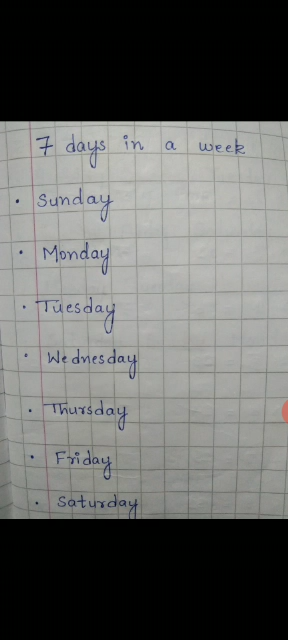 7 days in a week
• Sunday
• Monday
• Tuesday
• Wednesday
• Thursday
• Friday
• Saturday